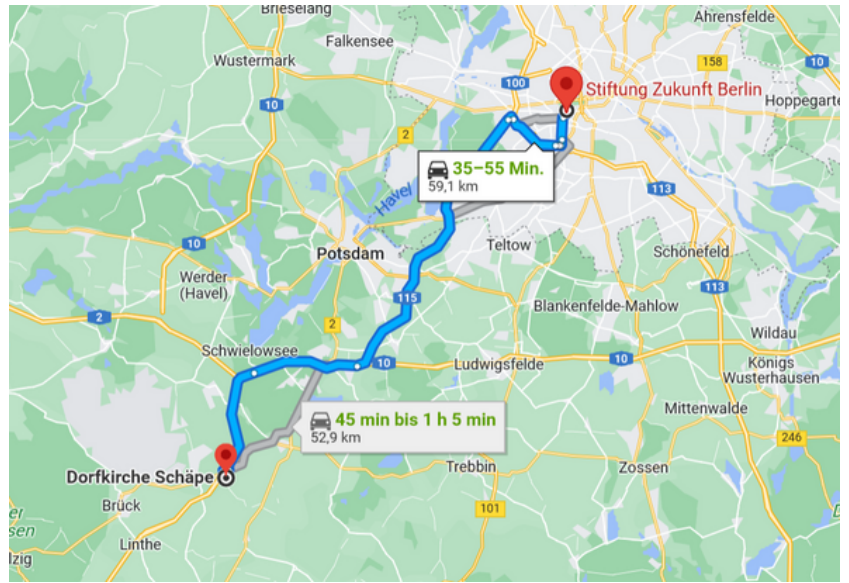 Brieselang
Ahrensfelde
Falkensee
Wustermark
158
10
100
10
Stiftung Zukunft Berlin
Hoppegarte
2
35–55 Min.
59,1 km
Havel
113
Teltow
10
Potsdam
Schönefeld
Werder
(Havel)
113
115
Blankenfelde-Mahlow
2
2
Wildau
Schwielowsee
10
Ludwigsfelde
10
Königs
Wusterhausen
45 min bis 1 h 5 min
52,9 km
Mittenwalde
246
Dorfkirche Schäpe
Trebbin
Zossen
Brück
101
Linthe
lzig